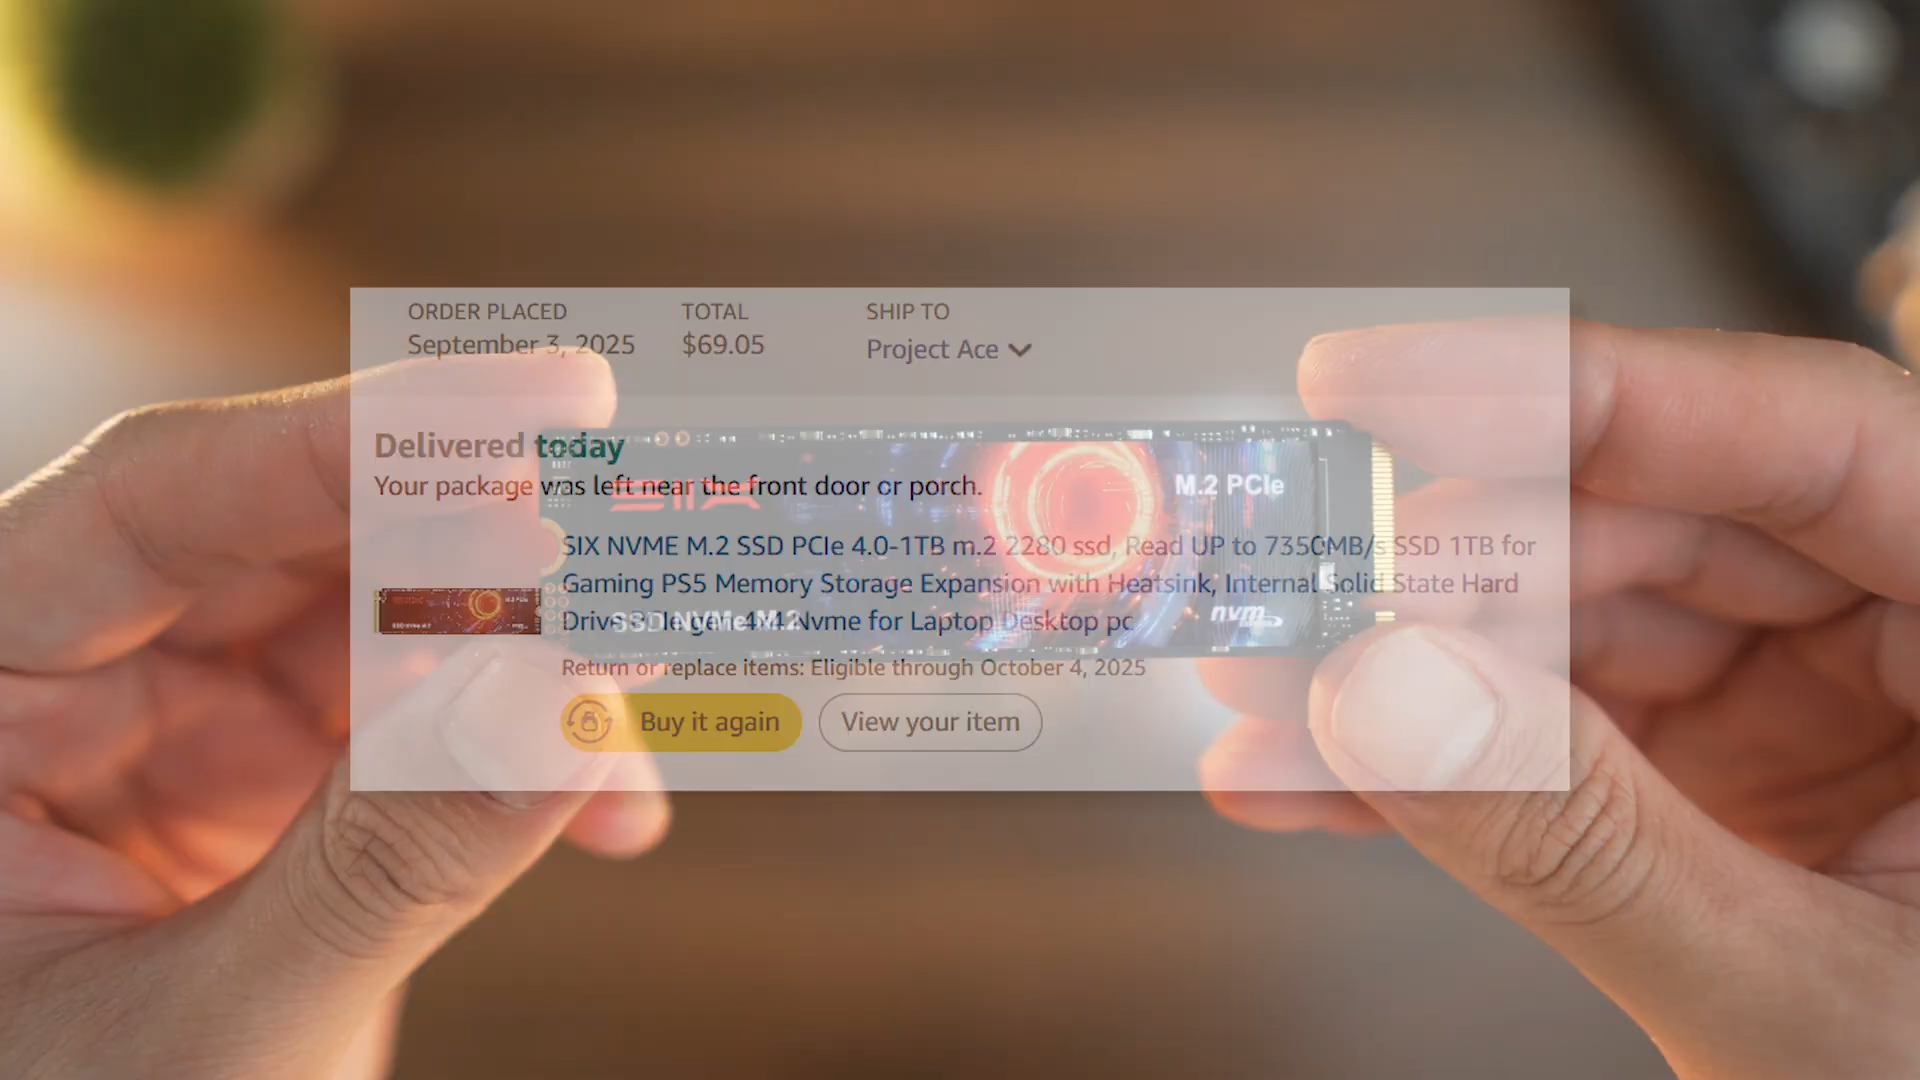 ORDER PLACED TOTAL SHIP TO
September 3, 2025 $69.05 Project Ace
Delivered today
Your package was left near the front door or porch.
SIX
M.2 PCIe
SIX NVME M.2 SSD PCIe 4.0-1TB m.2 2280 ssd, Read UP to 7350MB/s SSD 1TB for
Gaming PS5 Memory Storage Expansion with Heatsink, Internal Solid State Hard
Drive Nvme for Laptop Desktop pc
SSD NVMe M.2
nvm
Return or replace items: Eligible through October 4, 2025
Buy it again View your item